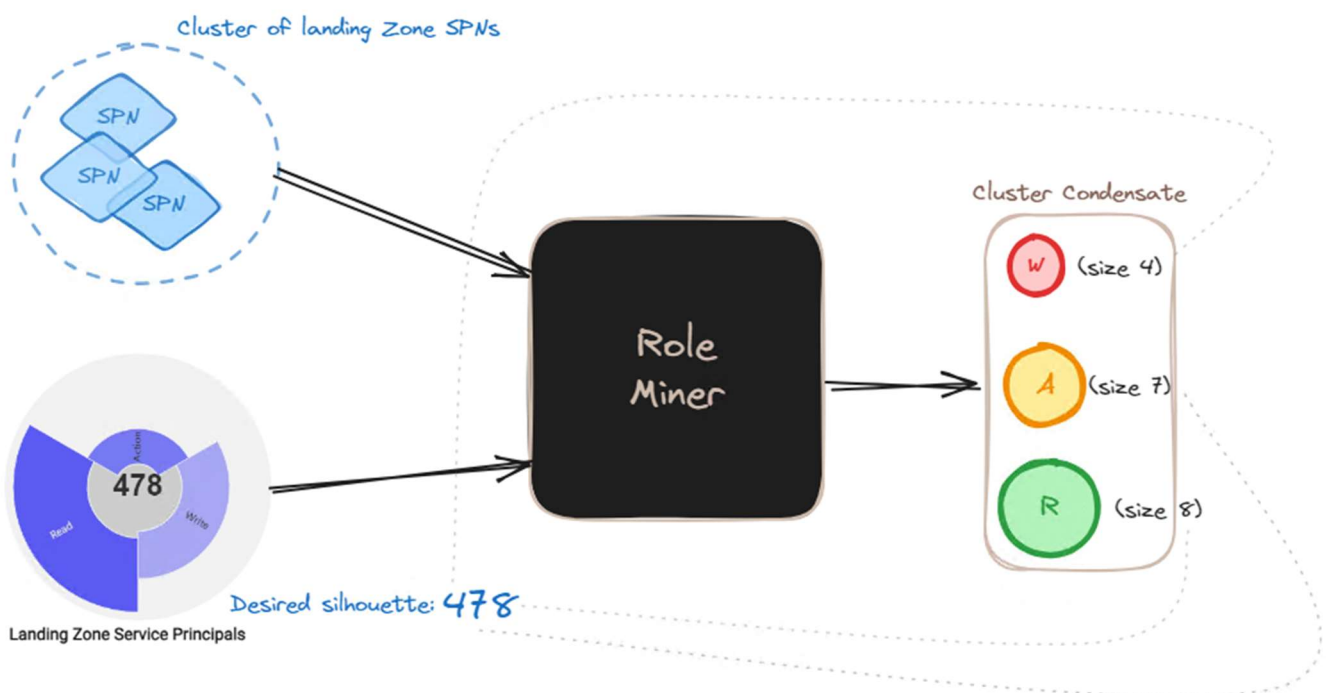 Cluster of landing zone SPNs
SPN
SPN
SPN
Cluster Condensate
W (size 4)
Role
Miner
A (size 7)
Action
478
Read
Write
R (size 8)
Desired silhouette: 478
Landing Zone Service Principals